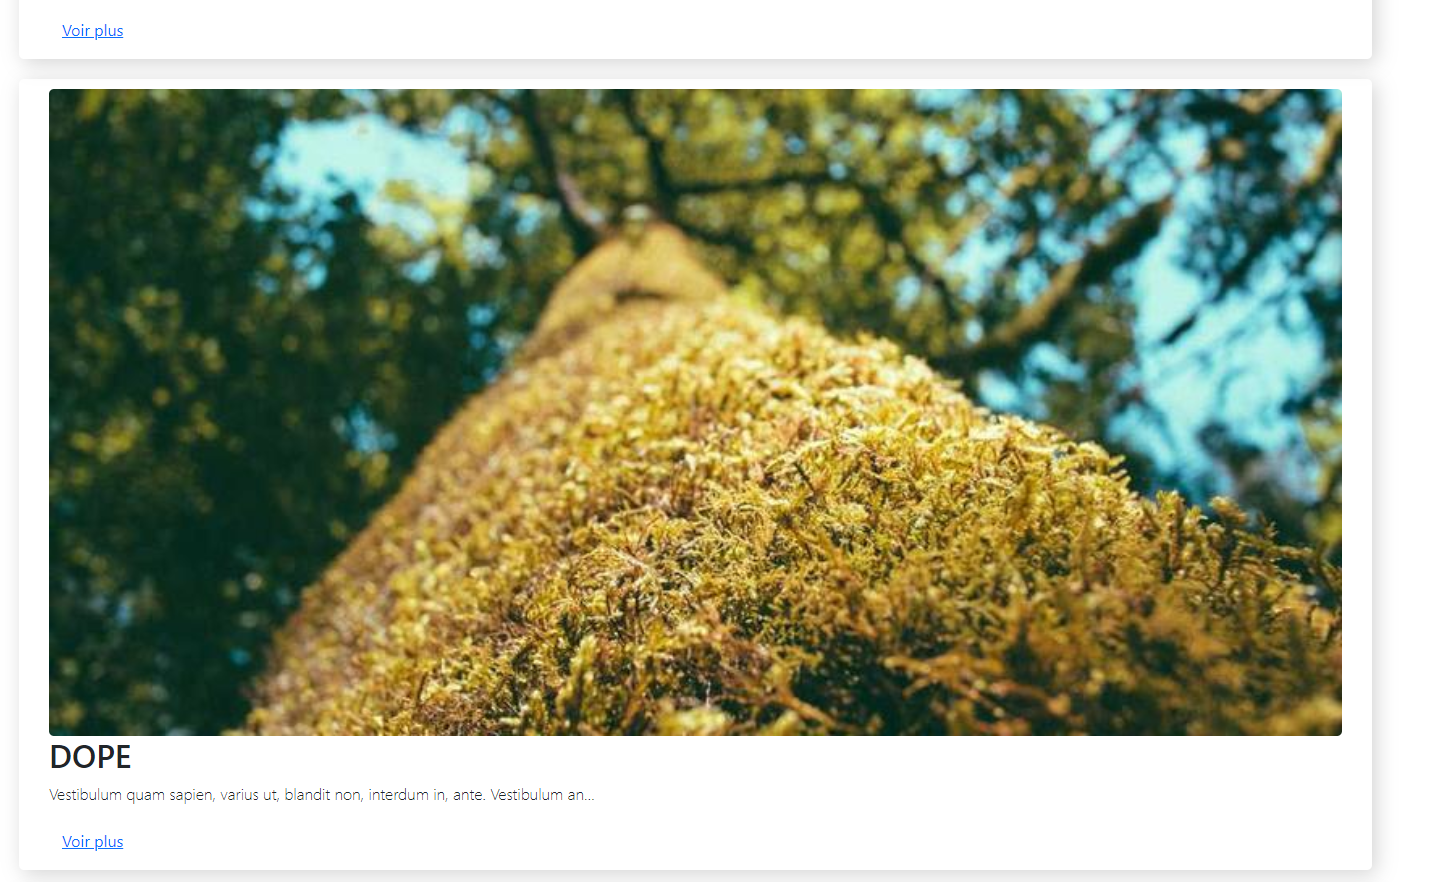 Voir plus
DOPE
Vestibulum quam sapien, varius ut, blandit non, interdum in, ante. Vestibulum an...
Voir plus